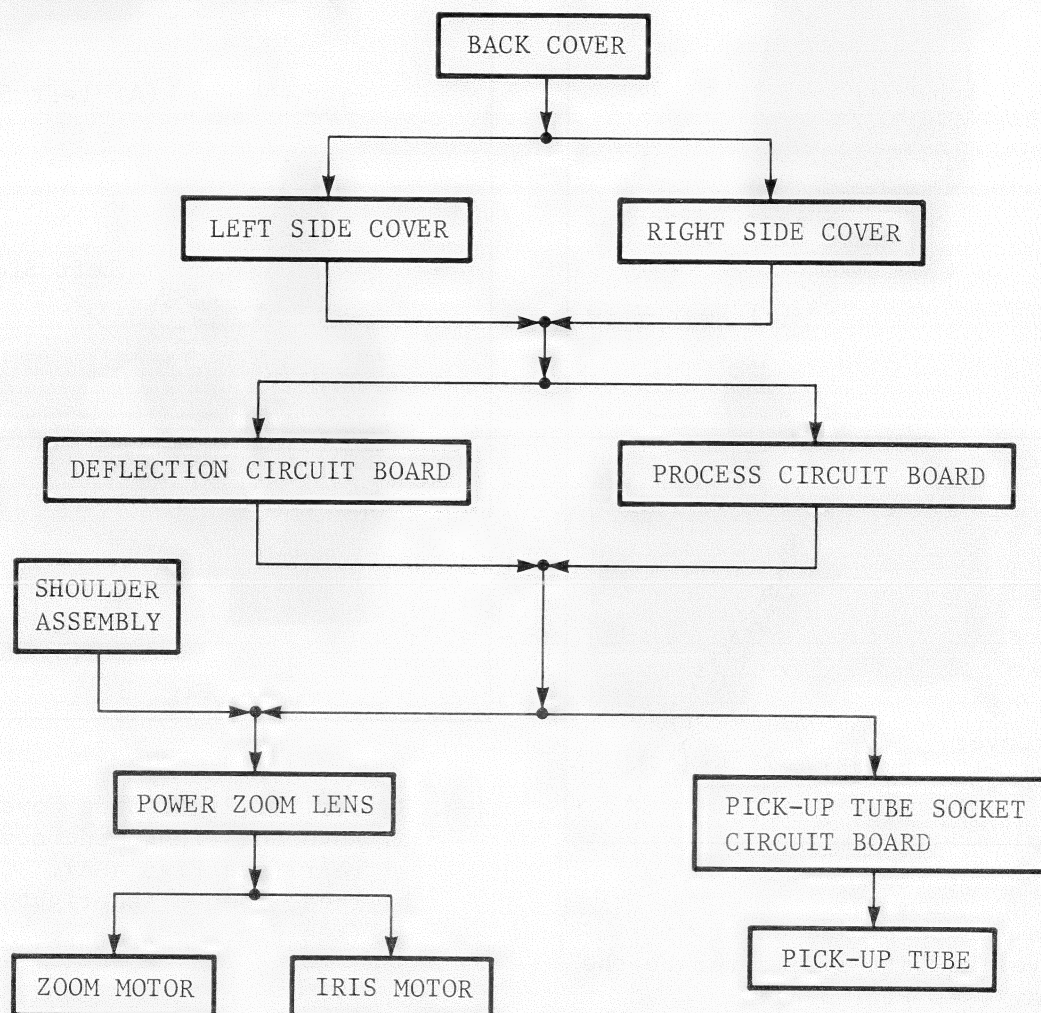 BACK COVER
LEFT SIDE COVER
RIGHT SIDE COVER
DEFLECTION CIRCUIT BOARD
PROCESS CIRCUIT BOARD
SHOULDER
ASSEMBLY
POWER ZOOM LENS
PICK-UP TUBE SOCKET
CIRCUIT BOARD
ZOOM MOTOR
IRIS MOTOR
PICK-UP TUBE